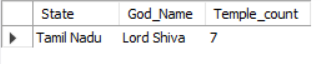 State God_Name Temple_count
Tamil Nadu Lord Shiva 7